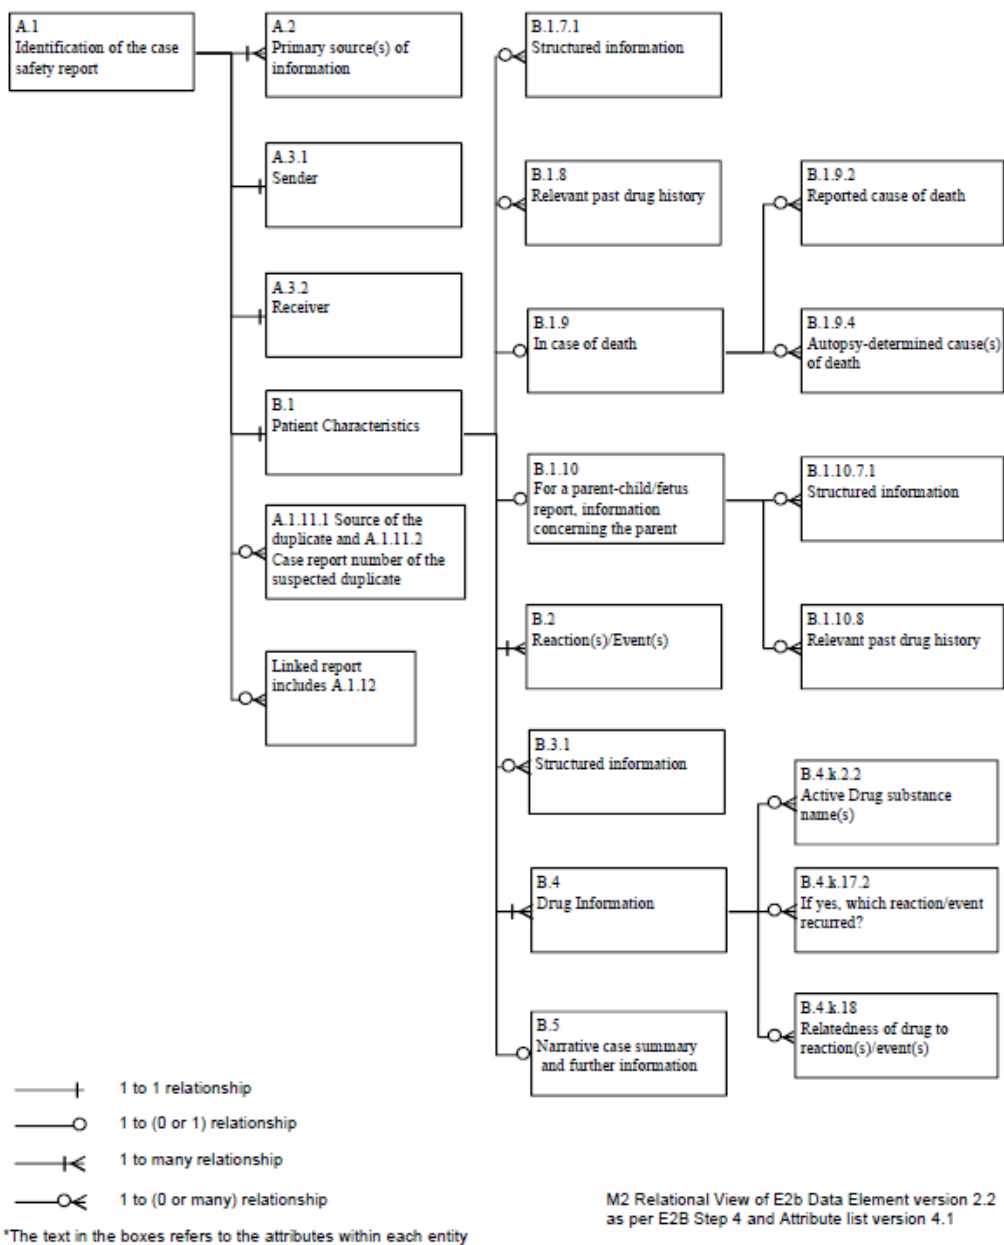 A.1
Identification of the case
safety report
A.2
Primary source(s) of
information
A.3.1
Sender
A.3.2
Receiver
B.1
Patient Characteristics
A.1.11.1 Source of the
duplicate and A.1.11.2
Case report number of the
suspected duplicate
Linked report
includes A.1.12
B.1.7.1
Structured information
B.1.8
Relevant past drug history
B.1.9
In case of death
B.1.9.2
Reported cause of death
B.1.9.4
Autopsy-determined cause(s)
of death
B.1.10
For a parent-child/fetus
report, information
concerning the parent
B.1.10.7.1
Structured information
B.1.10.8
Relevant past drug history
B.2
Reaction(s)/Event(s)
B.3.1
Structured information
B.4
Drug Information
B.4.k.2.2
Active Drug substance
name(s)
B.4.k.17.2
If yes, which reaction/event
recurred?
B.4.k.18
Relatedness of drug to
reaction(s)/event(s)
B.5
Narrative case summary
and further information
1 to 1 relationship
1 to (0 or 1) relationship
1 to many relationship
1 to (0 or many) relationship
*The text in the boxes refers to the attributes within each entity
M2 Relational View of E2b Data Element version 2.2
as per E2B Step 4 and Attribute list version 4.1